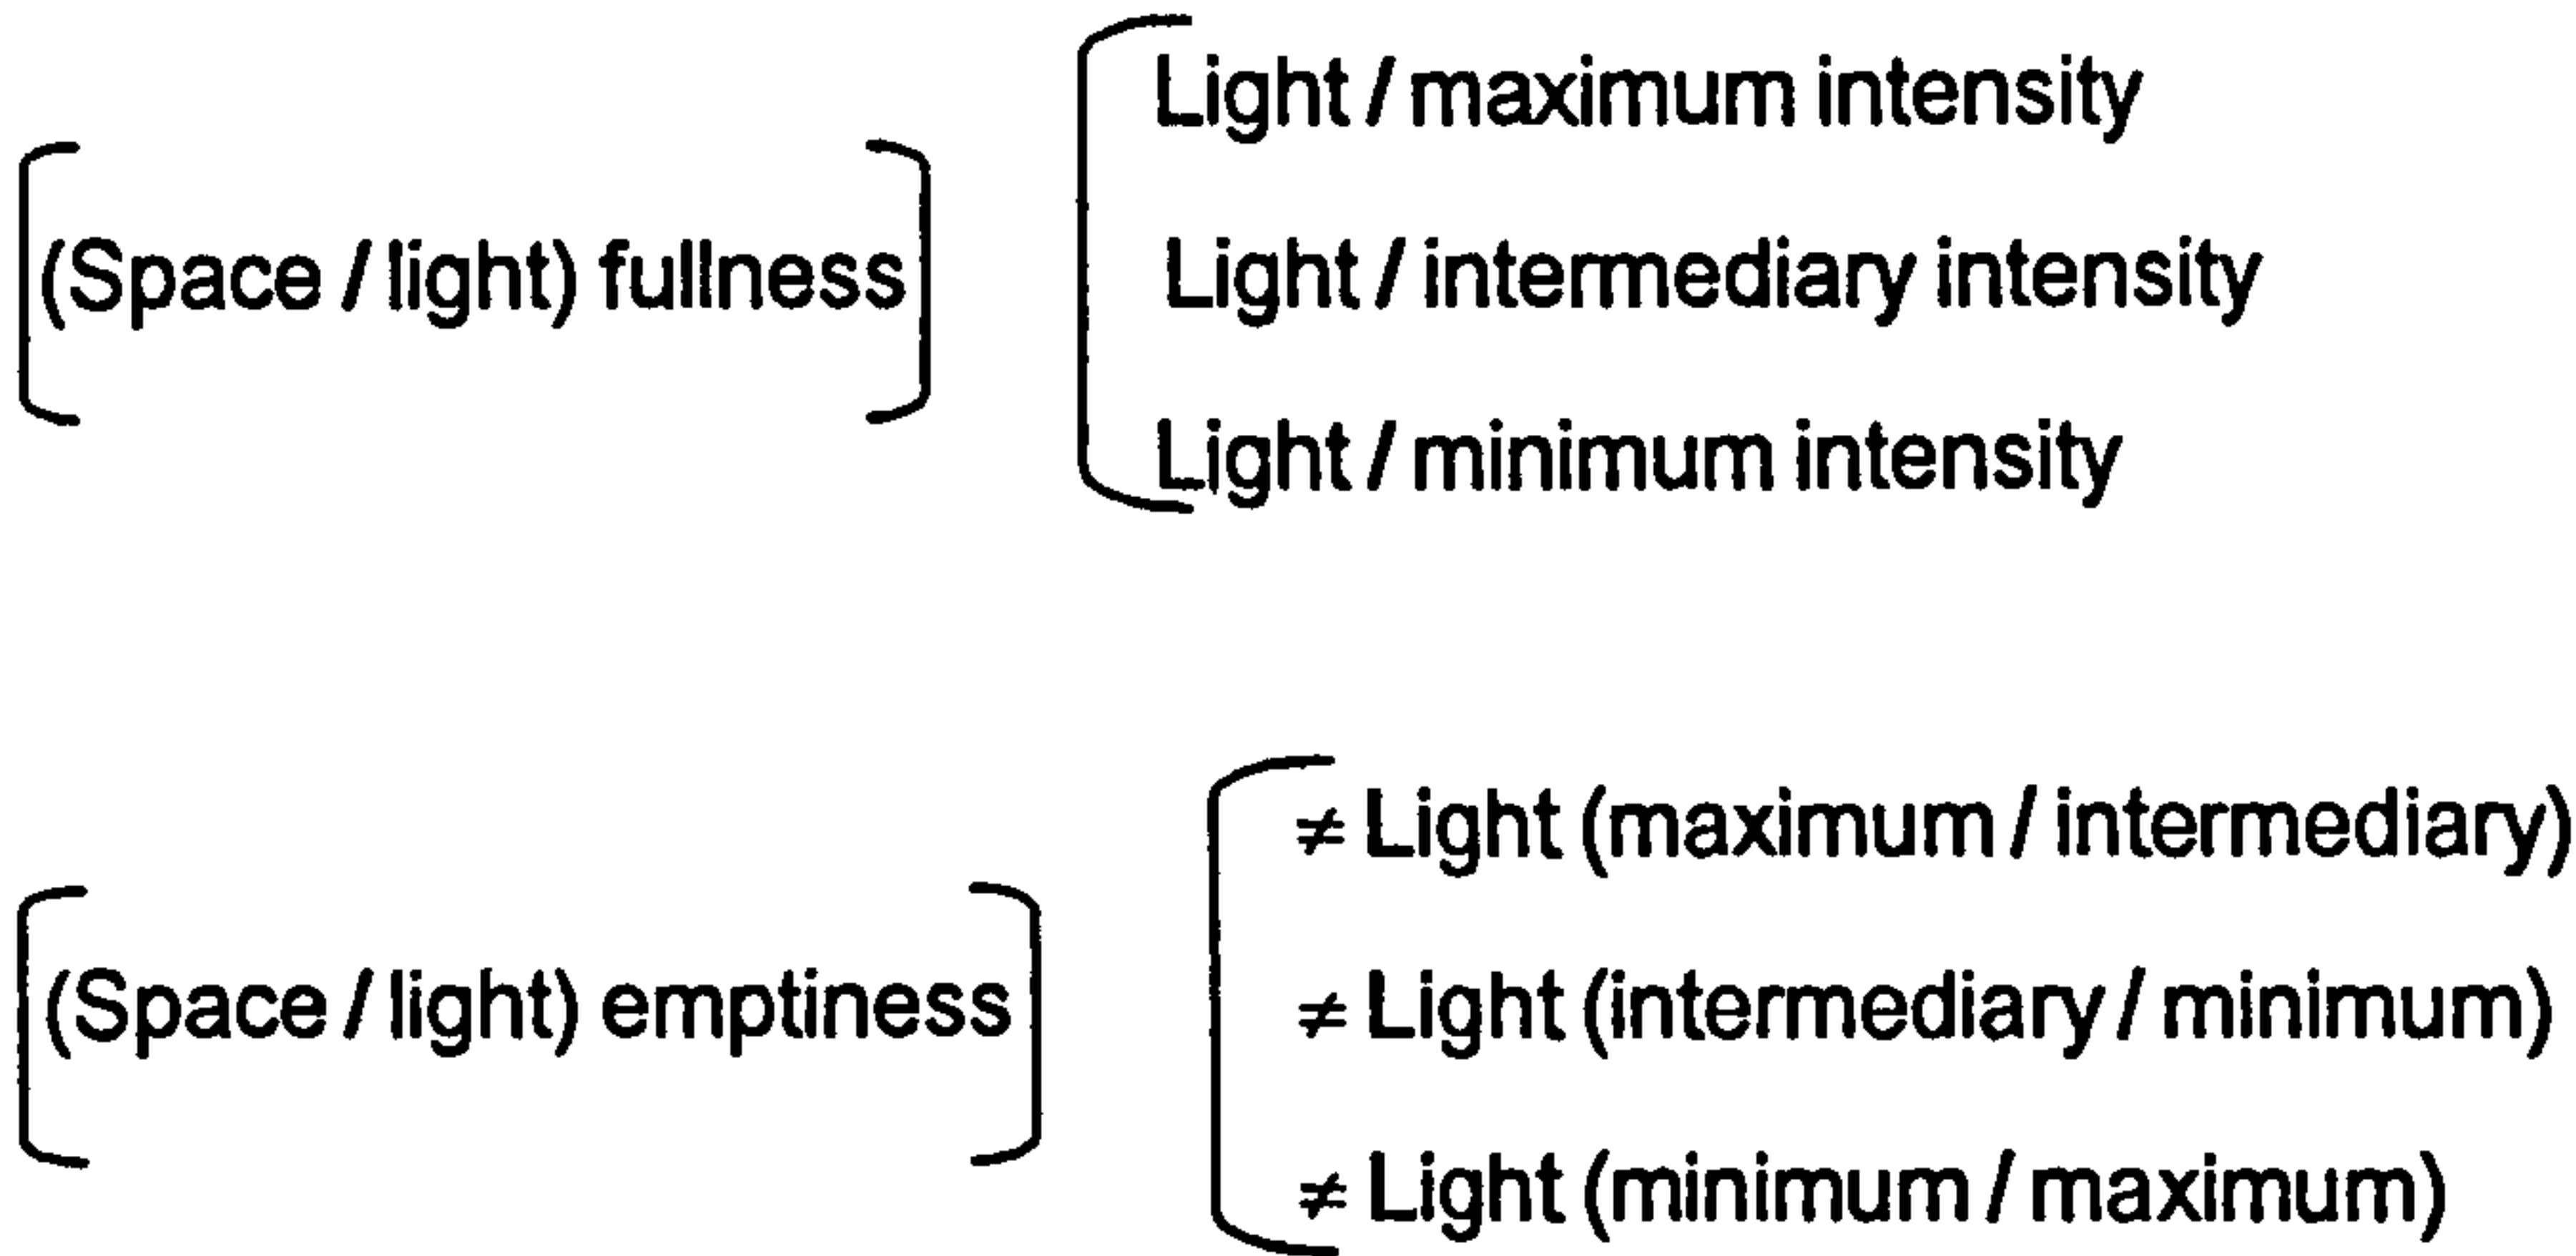 Light / maximum intensity
(Space / light) fullness
Light / intermediary intensity
Light / minimum intensity
≠ Light (maximum / intermediary)
(Space / light) emptiness
≠ Light (intermediary / minimum)
≠ Light (minimum / maximum)